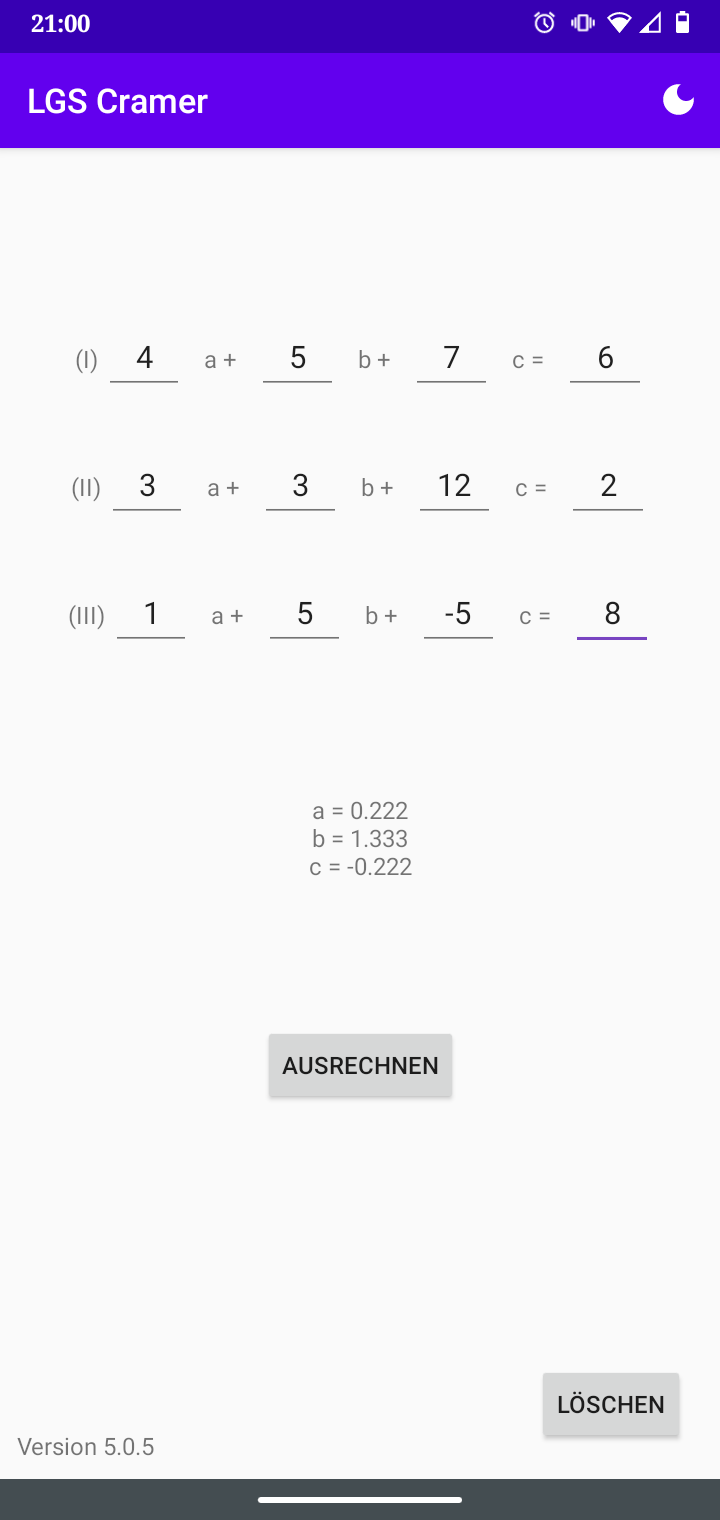 21:00
LGS Cramer
(I) 4 a + 5 b + 7 c = 6
(II) 3 a + 3 b + 12 c = 2
(III) 1 a + 5 b + -5 c = 8
a = 0.222
b = 1.333
c = -0.222
AUSRECHNEN
LÖSCHEN
Version 5.0.5